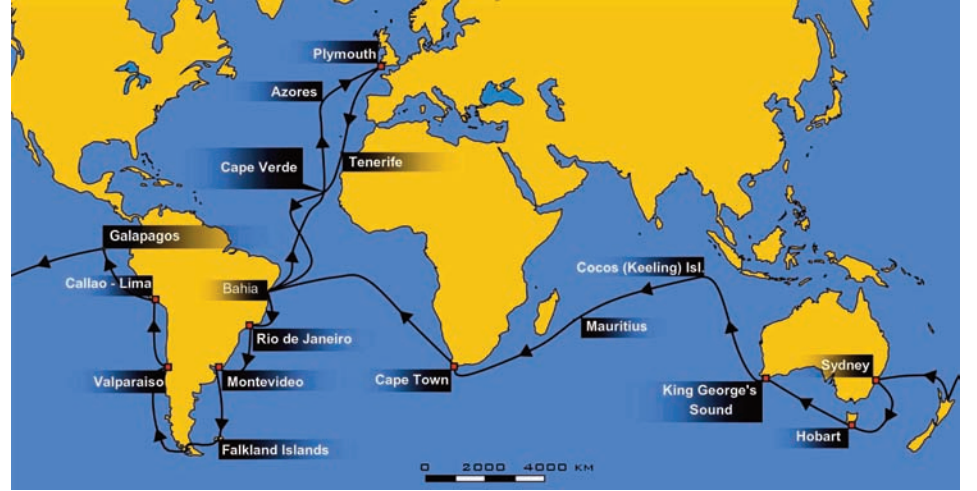 Plymouth
Azores
Cape Verde
Tenerife
Galapagos
Callao - Lima
Bahia
Cocos (Keeling) Isl.
Rio de Janeiro
Mauritius
Valparaiso
Montevideo
Cape Town
Sydney
King George's
Sound
Hobart
Falkland Islands
0 2000 4000 KM